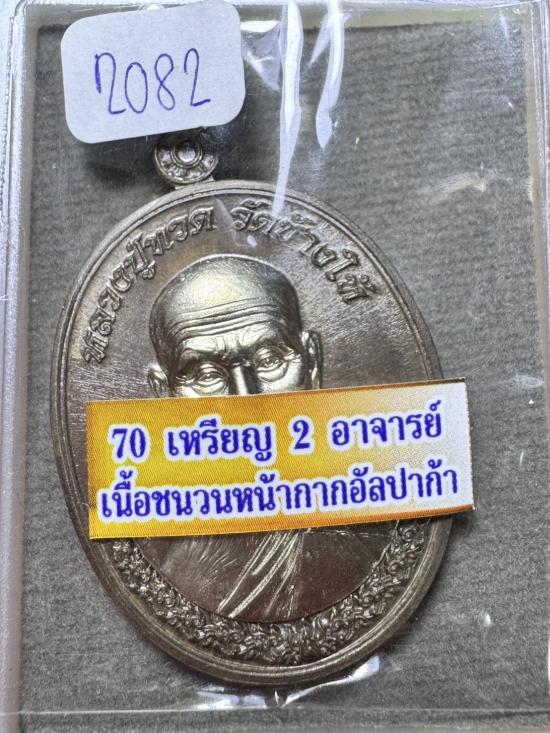 2082
หลวงปู่ทวด วัดช้างให้
70 เหรียญ 2 อาจารย์
เนื้อชนวนหน้ากากอัลปาก้า